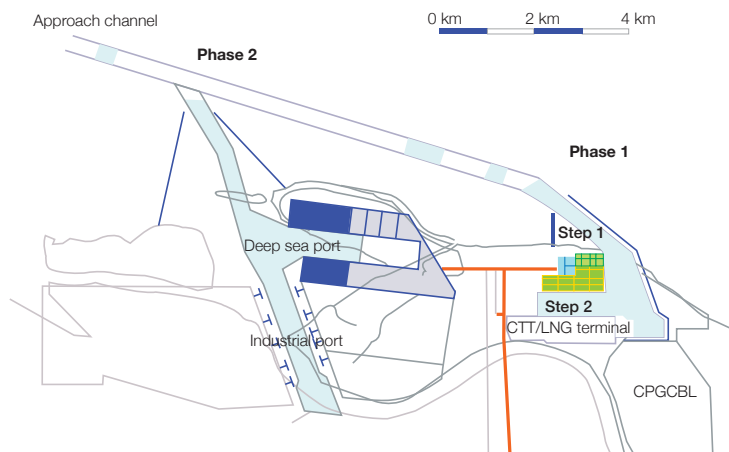 Approach channel
0 km 2 km 4 km
Phase 2
Phase 1
Step 1
Deep sea port
Step 2
CTT/LNG terminal
Industrial port
CPGCBL